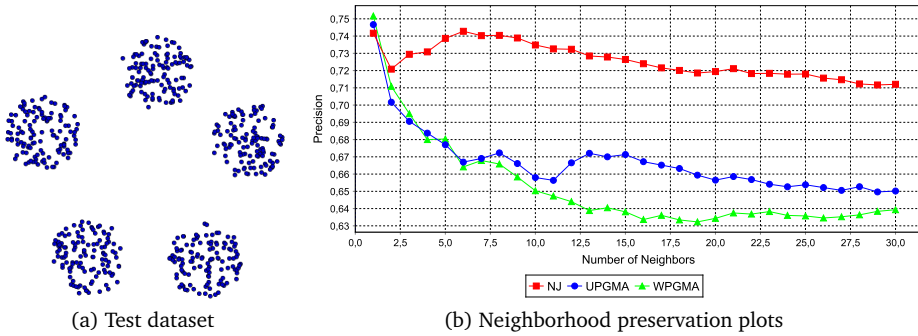 0,75
0,74
0,73
0,72
0,71
0,70
0,69
0,68
0,67
0,66
0,65
0,64
0,63
Precision
0,0 2,5 5,0 7,5 10,0 12,5 15,0 17,5 20,0 22,5 25,0 27,5 30,0
Number of Neighbors
NJ UPGMA WPGMA
(a) Test dataset
(b) Neighborhood preservation plots